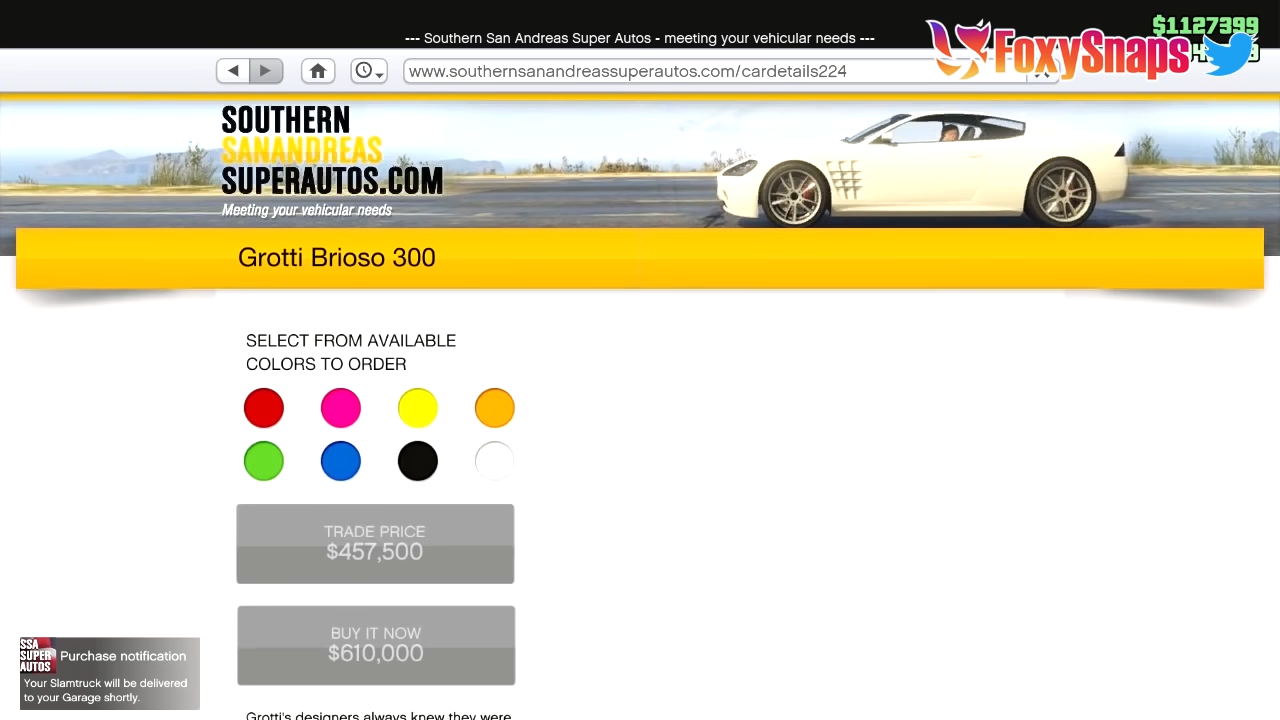 --- Southern San Andreas Super Autos - meeting your vehicular needs ---
$1127399
FoxySnaps
www.southernsanandreassuperautos.com/cardetails224
SOUTHERN
SANANDREAS
SUPERAUTOS.COM
Meeting your vehicular needs
Grotti Brioso 300
SELECT FROM AVAILABLE
COLORS TO ORDER
TRADE PRICE
$457,500
BUY IT NOW
$610,000
SSA
SUPER
AUTOS
Purchase notification
Your Slamtruck will be delivered
to your Garage shortly.
Grotti's designers always knew they were